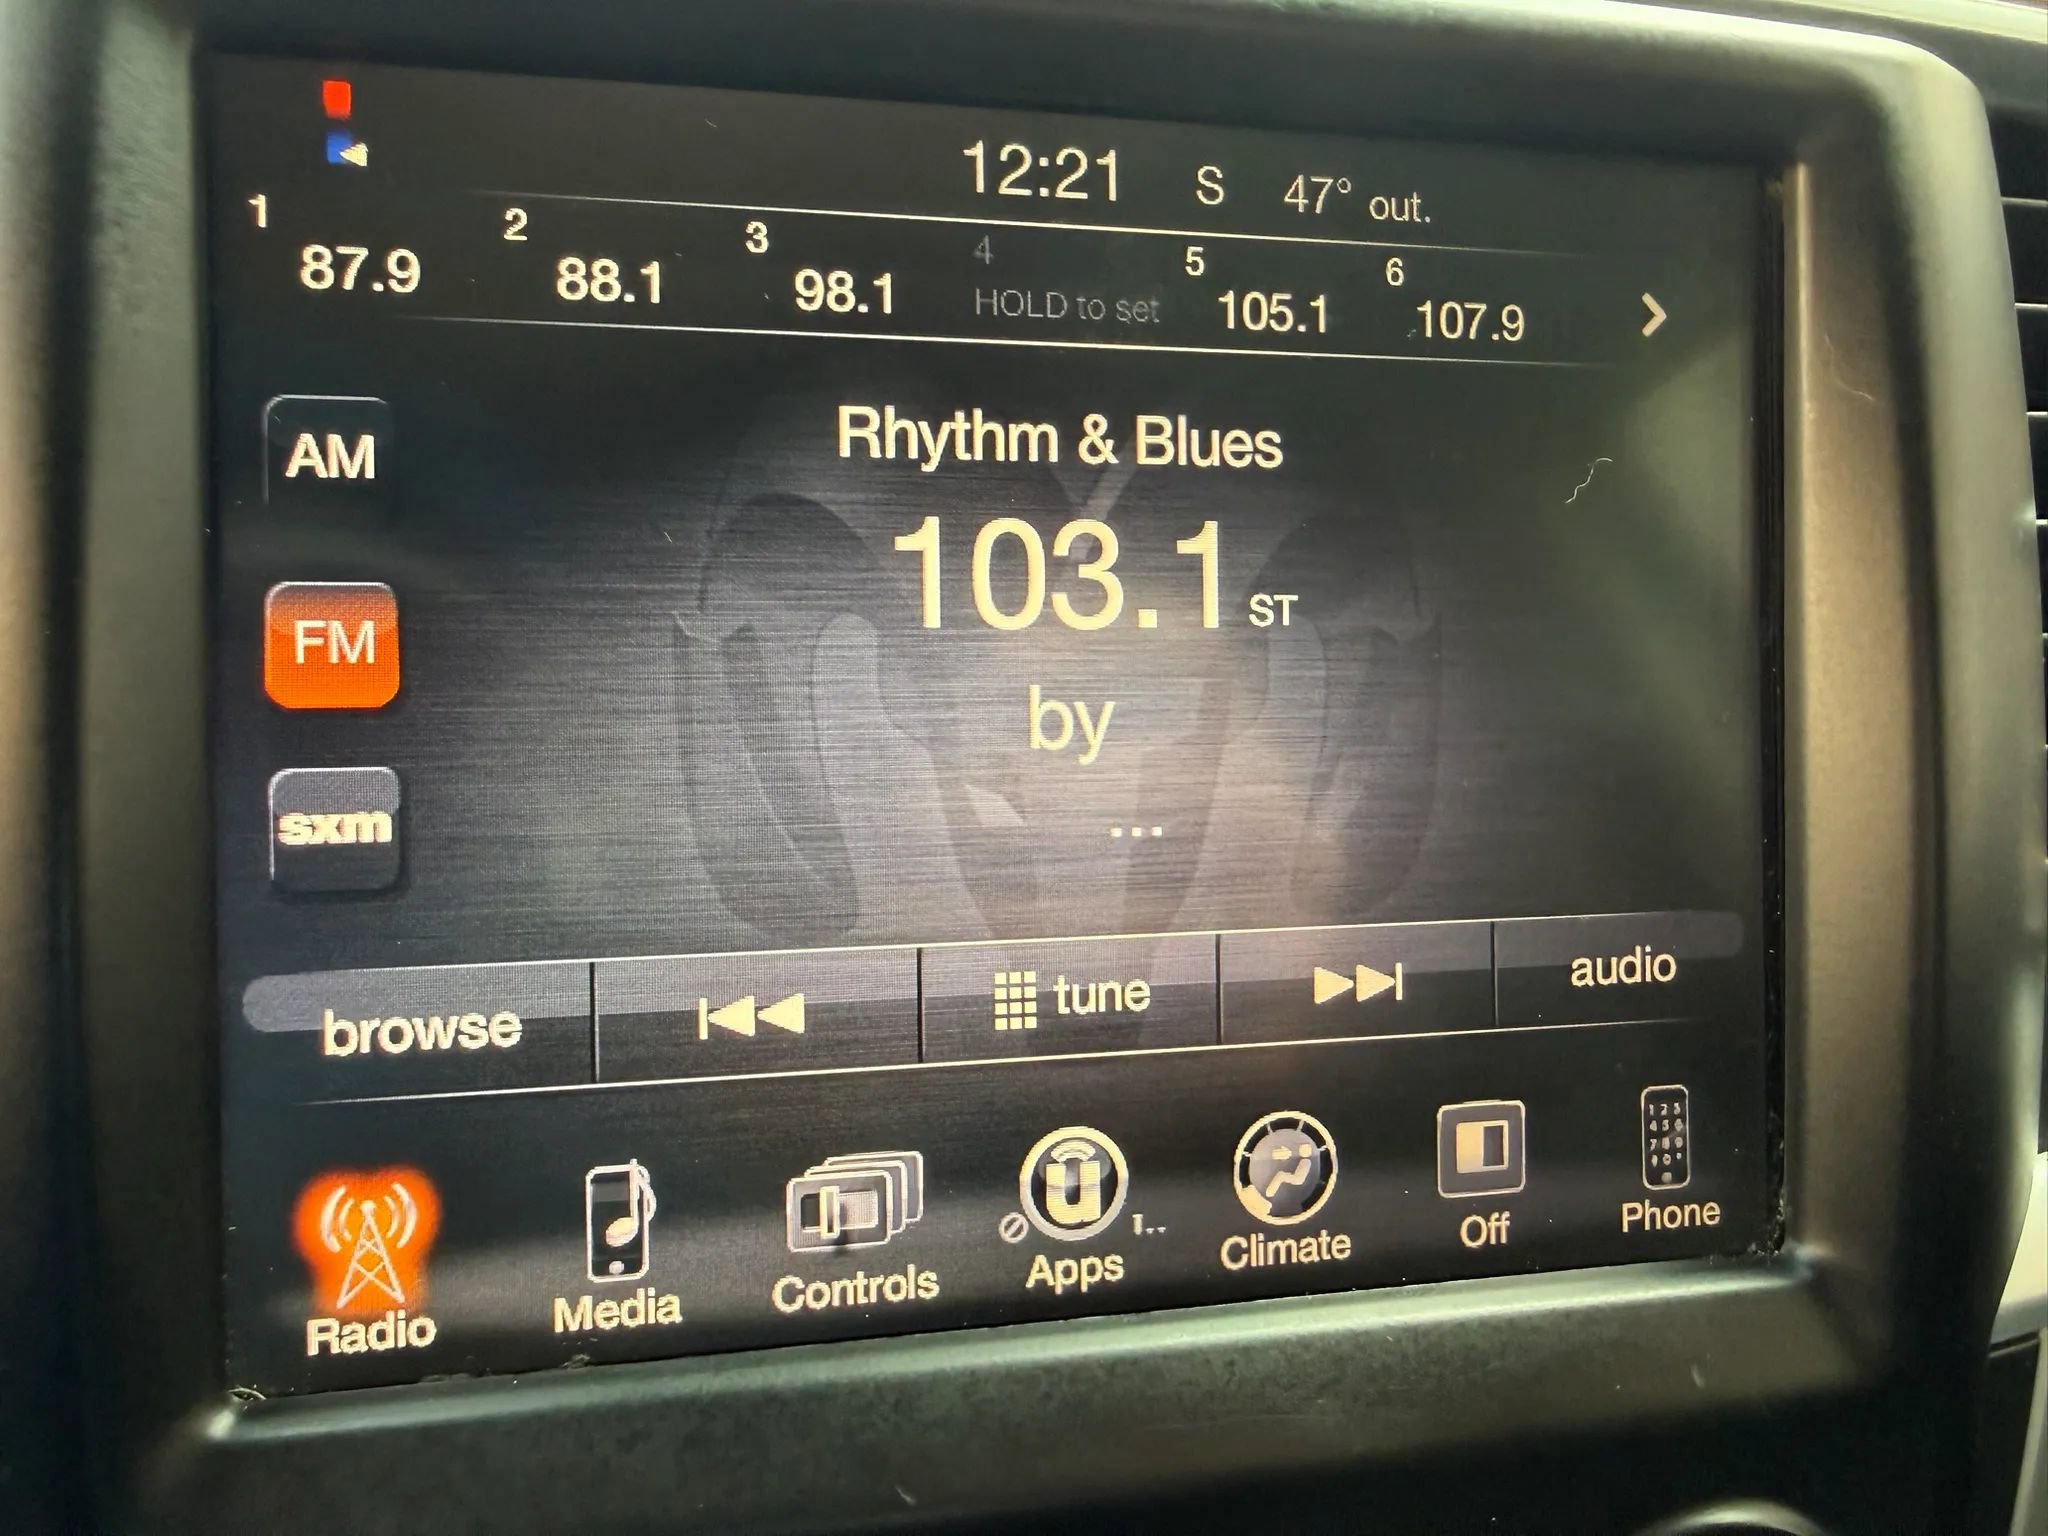 12:21 S 47° out.
1 87.9 2 88.1 3 98.1 4 HOLD to set 5 105.1 6 107.9
AM
Rhythm & Blues
103.1 ST
FM
by
sxm
...
browse tune audio
Radio Media Controls Apps Climate Off Phone